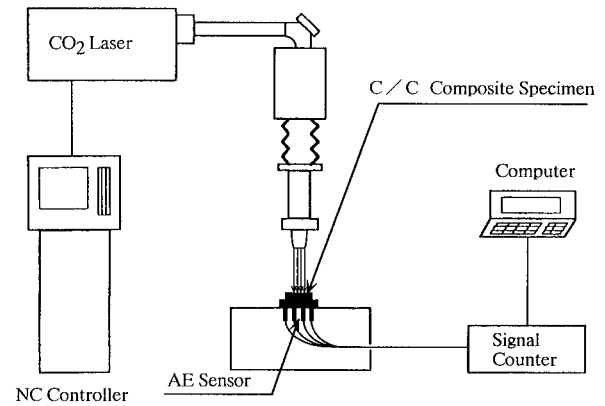 CO2 Laser
C／C Composite Specimen
Computer
Signal
Counter
AE Sensor
NC Controller